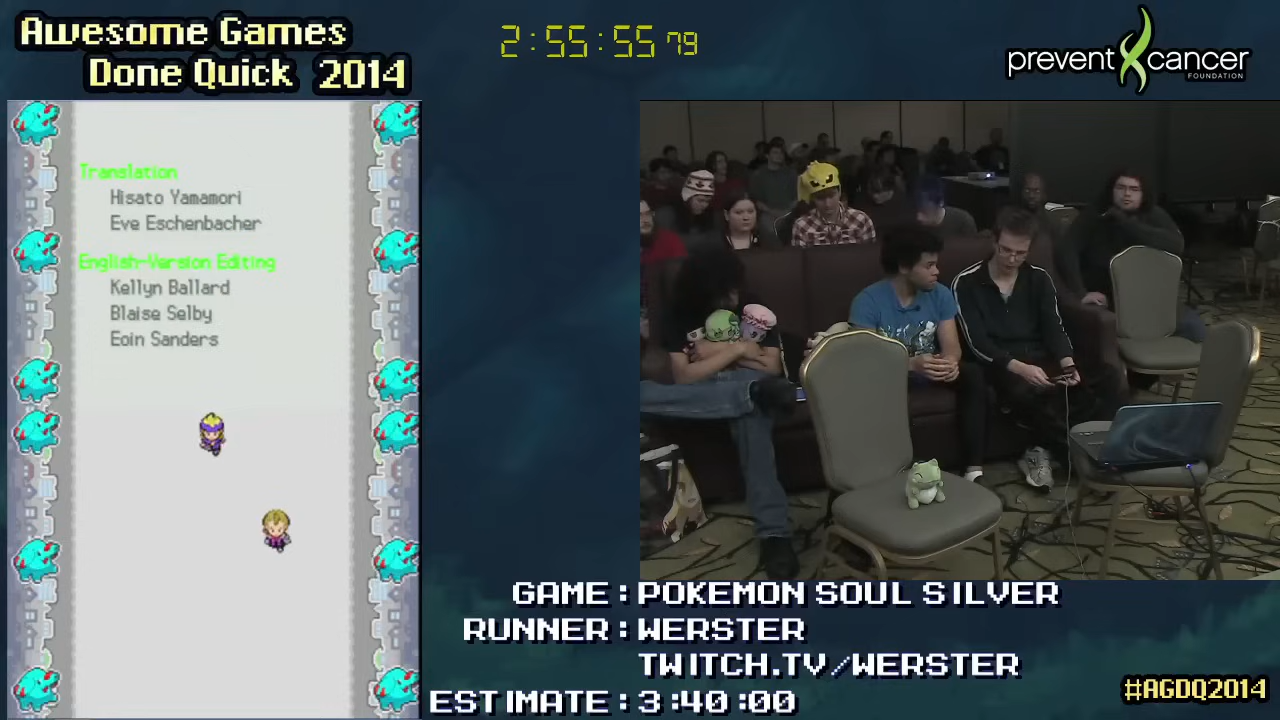 Awesome Games
Done Quick 2014
2:55:55 79
prevent cancer
FOUNDATION
Translation
Hisato Yamamori
Eve Eschenbacher
English-Version Editing
Kellyn Ballard
Blaise Selby
Eoin Sanders
GAME : POKEMON SOUL SILVER
RUNNER : WERSTER
TWITCH.TV/WERSTER
ESTIMATE : 3:40:00
#AGDQ2014